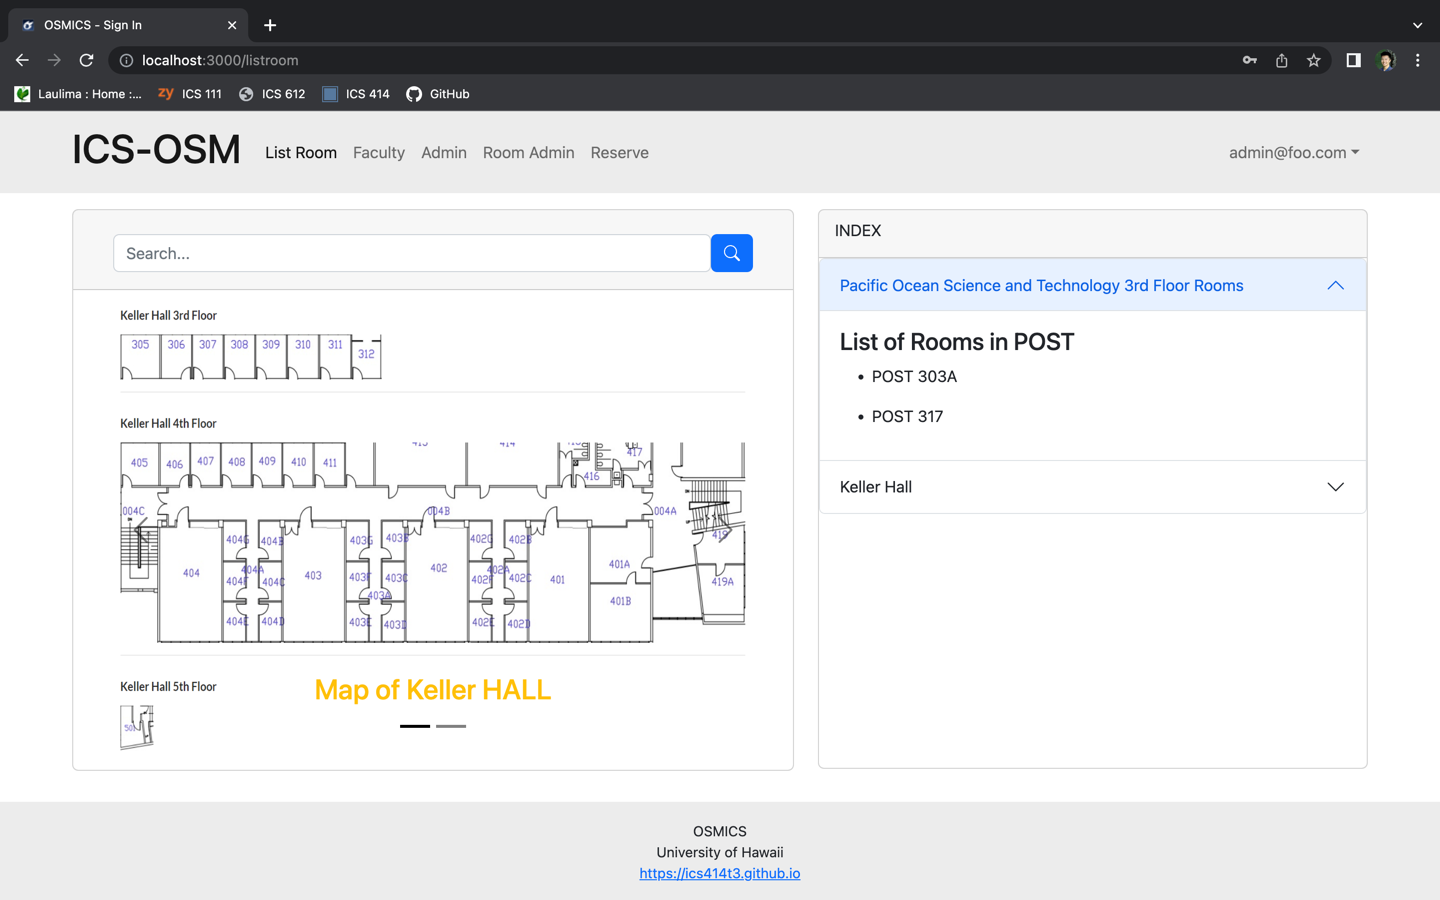 OSMICS - Sign In
localhost:3000/listroom
Laulima : Home :...
zy ICS 111
ICS 612
ICS 414
GitHub
ICS-OSM
List Room
Faculty
Admin
Room Admin
Reserve
admin@foo.com
Search...
INDEX
Pacific Ocean Science and Technology 3rd Floor Rooms
List of Rooms in POST
• POST 303A
• POST 317
Keller Hall
Keller Hall 3rd Floor
305 306 307 308 309 310 311 312
Keller Hall 4th Floor
414
417
405 406 407 408 409 410 411
416
004C 004B 004A
419
404G 403G 403B 402G 402B
404 403 402 401 401A
404A 402A
404F 404C 403F 403C 402F 402C
419A
403A
401B
404E 404D 403E 403D 402E 402D
Keller Hall 5th Floor
Map of Keller HALL
501
OSMICS
University of Hawaii
https://ics414t3.github.io